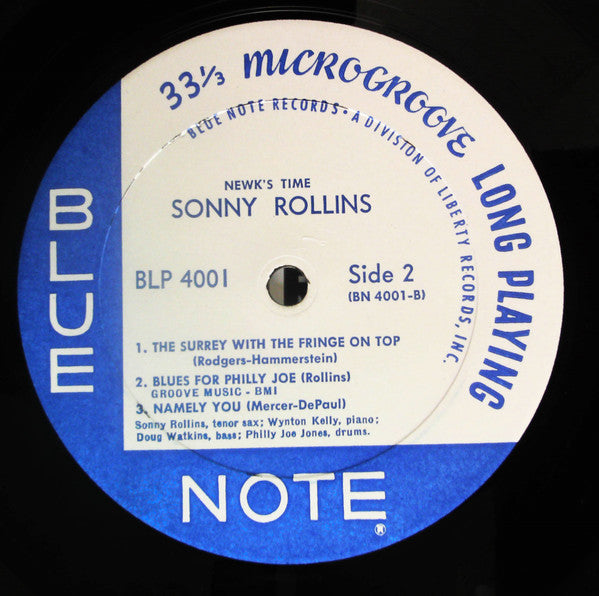 33⅓ MICROGROOVE LONG PLAYING
BLUE NOTE RECORDS • A DIVISION OF LIBERTY RECORDS, INC.
NEWK'S TIME
SONNY ROLLINS
BLP 4001
Side 2
(BN 4001-B)
1. THE SURREY WITH THE FRINGE ON TOP
(Rodgers-Hammerstein)
2. BLUES FOR PHILLY JOE (Rollins)
GROOVE MUSIC - BMI
3. NAMELY YOU (Mercer-DePaul)
Sonny Rollins, tenor sax; Wynton Kelly, piano;
Doug Watkins, bass; Philly Joe Jones, drums.
BLUE
NOTE®